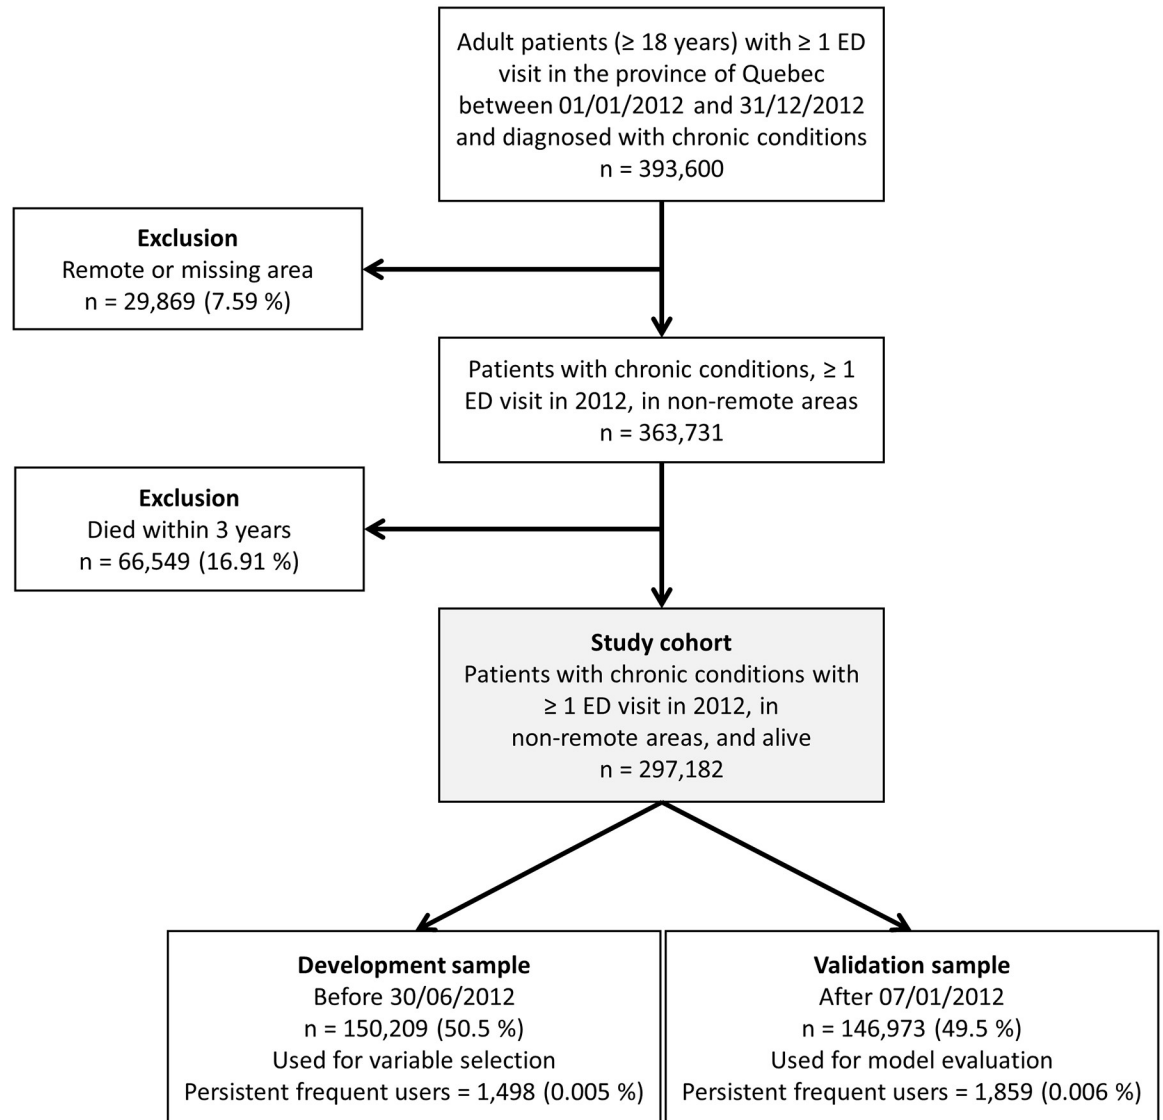 Adult patients (≥ 18 years) with ≥ 1 ED
visit in the province of Quebec
between 01/01/2012 and 31/12/2012
and diagnosed with chronic conditions
n = 393,600
Exclusion
Remote or missing area
n = 29,869 (7.59 %)
Patients with chronic conditions, ≥ 1
ED visit in 2012, in non-remote areas
n = 363,731
Exclusion
Died within 3 years
n = 66,549 (16.91 %)
Study cohort
Patients with chronic conditions with
≥ 1 ED visit in 2012, in
non-remote areas, and alive
n = 297,182
Development sample
Before 30/06/2012
n = 150,209 (50.5 %)
Used for variable selection
Persistent frequent users = 1,498 (0.005 %)
Validation sample
After 07/01/2012
n = 146,973 (49.5 %)
Used for model evaluation
Persistent frequent users = 1,859 (0.006 %)